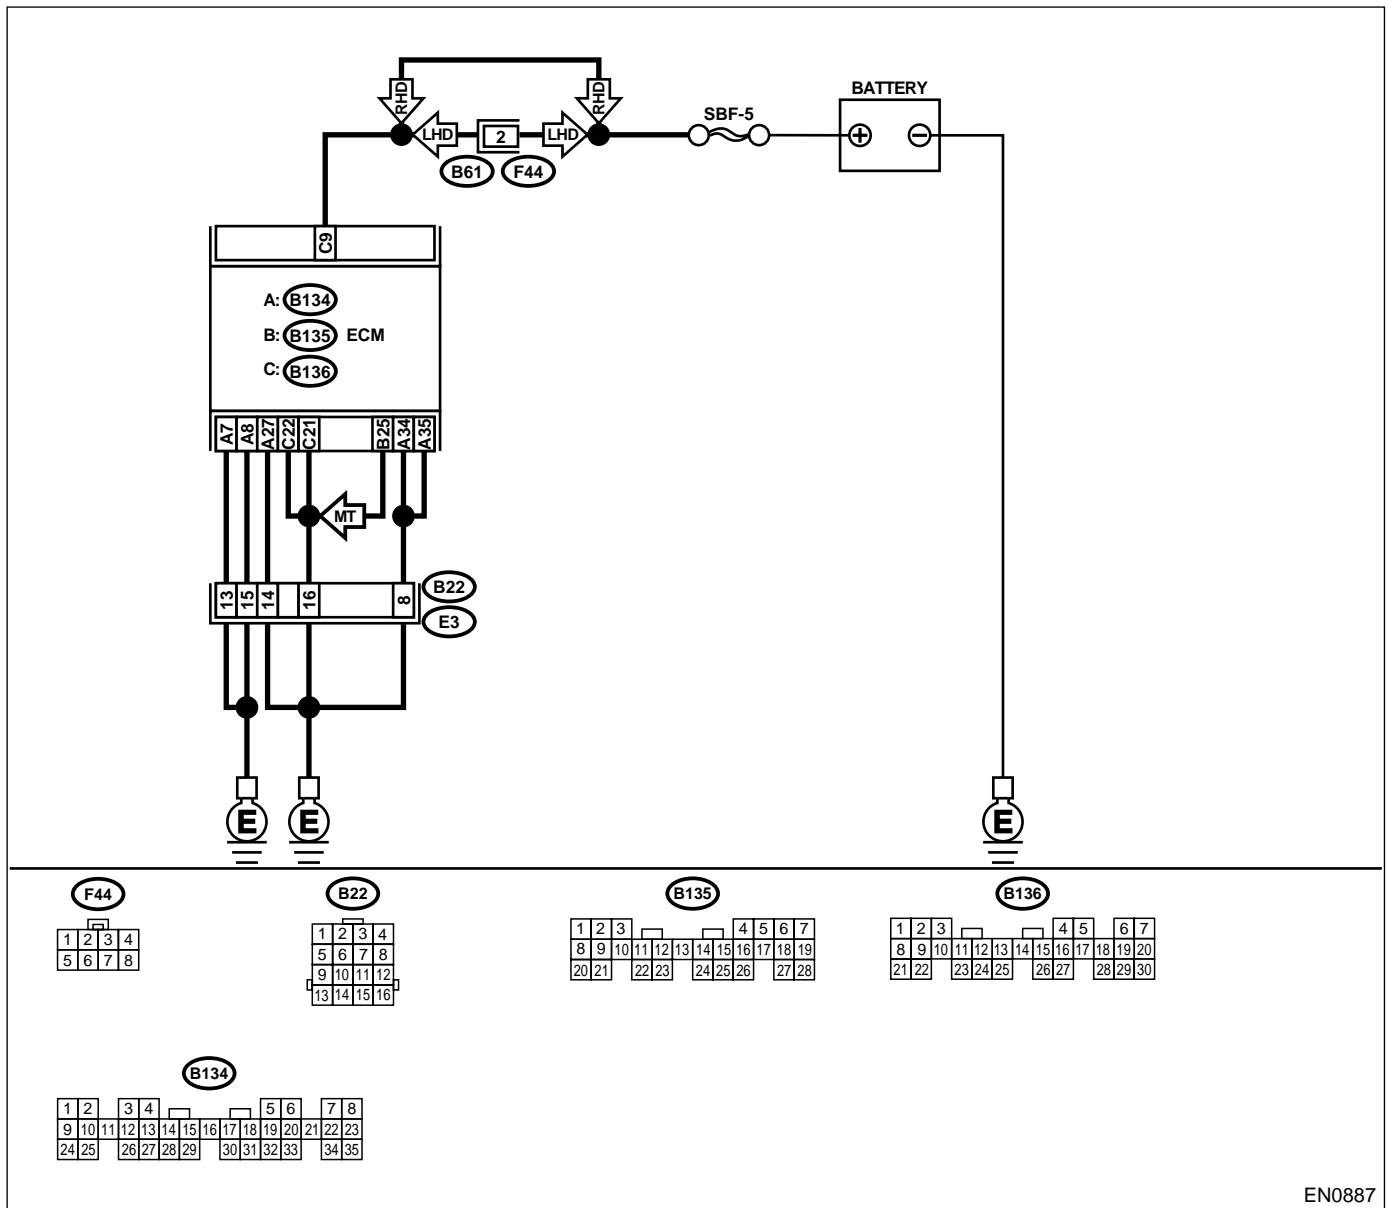 BATTERY
SBF-5
RHD RHD
LHD 2 LHD
B61 F44
C9
A: B134
B: B135 ECM
C: B136
A7 A8 A27 C22 C21 B25 A34 A35
MT
13 15 14 16 8
B22
E3
E E E
F44
1 2 3 4
5 6 7 8
B22
1 2 3 4
5 6 7 8
9 10 11 12
13 14 15 16
B135
1 2 3 4 5 6 7
8 9 10 11 12 13 14 15 16 17 18 19
20 21 22 23 24 25 26 27 28
B136
1 2 3 4 5 6 7
8 9 10 11 12 13 14 15 16 17 18 19 20
21 22 23 24 25 26 27 28 29 30
B134
1 2 3 4 5 6 7 8
9 10 11 12 13 14 15 16 17 18 19 20 21 22 23
24 25 26 27 28 29 30 31 32 33 34 35
EN0887